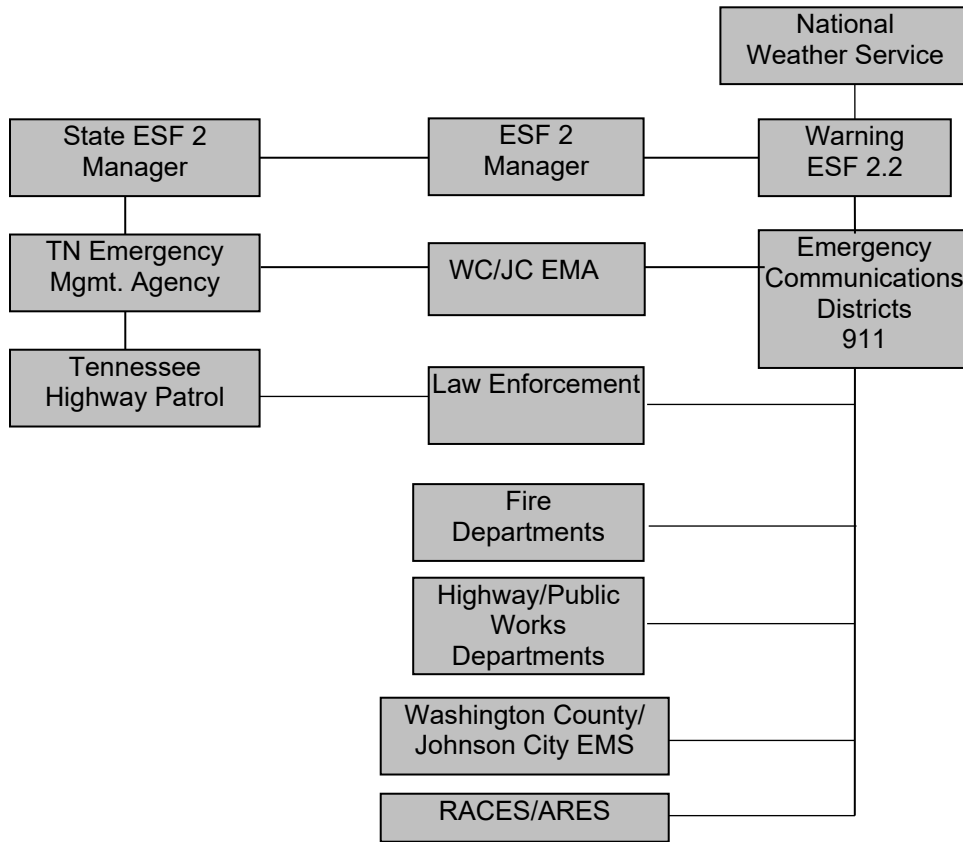 National
Weather Service
State ESF 2
Manager
ESF 2
Manager
Warning
ESF 2.2
TN Emergency
Mgmt. Agency
WC/JC EMA
Emergency
Communications
Districts
911
Tennessee
Highway Patrol
Law Enforcement
Fire
Departments
Highway/Public
Works
Departments
Washington County/
Johnson City EMS
RACES/ARES